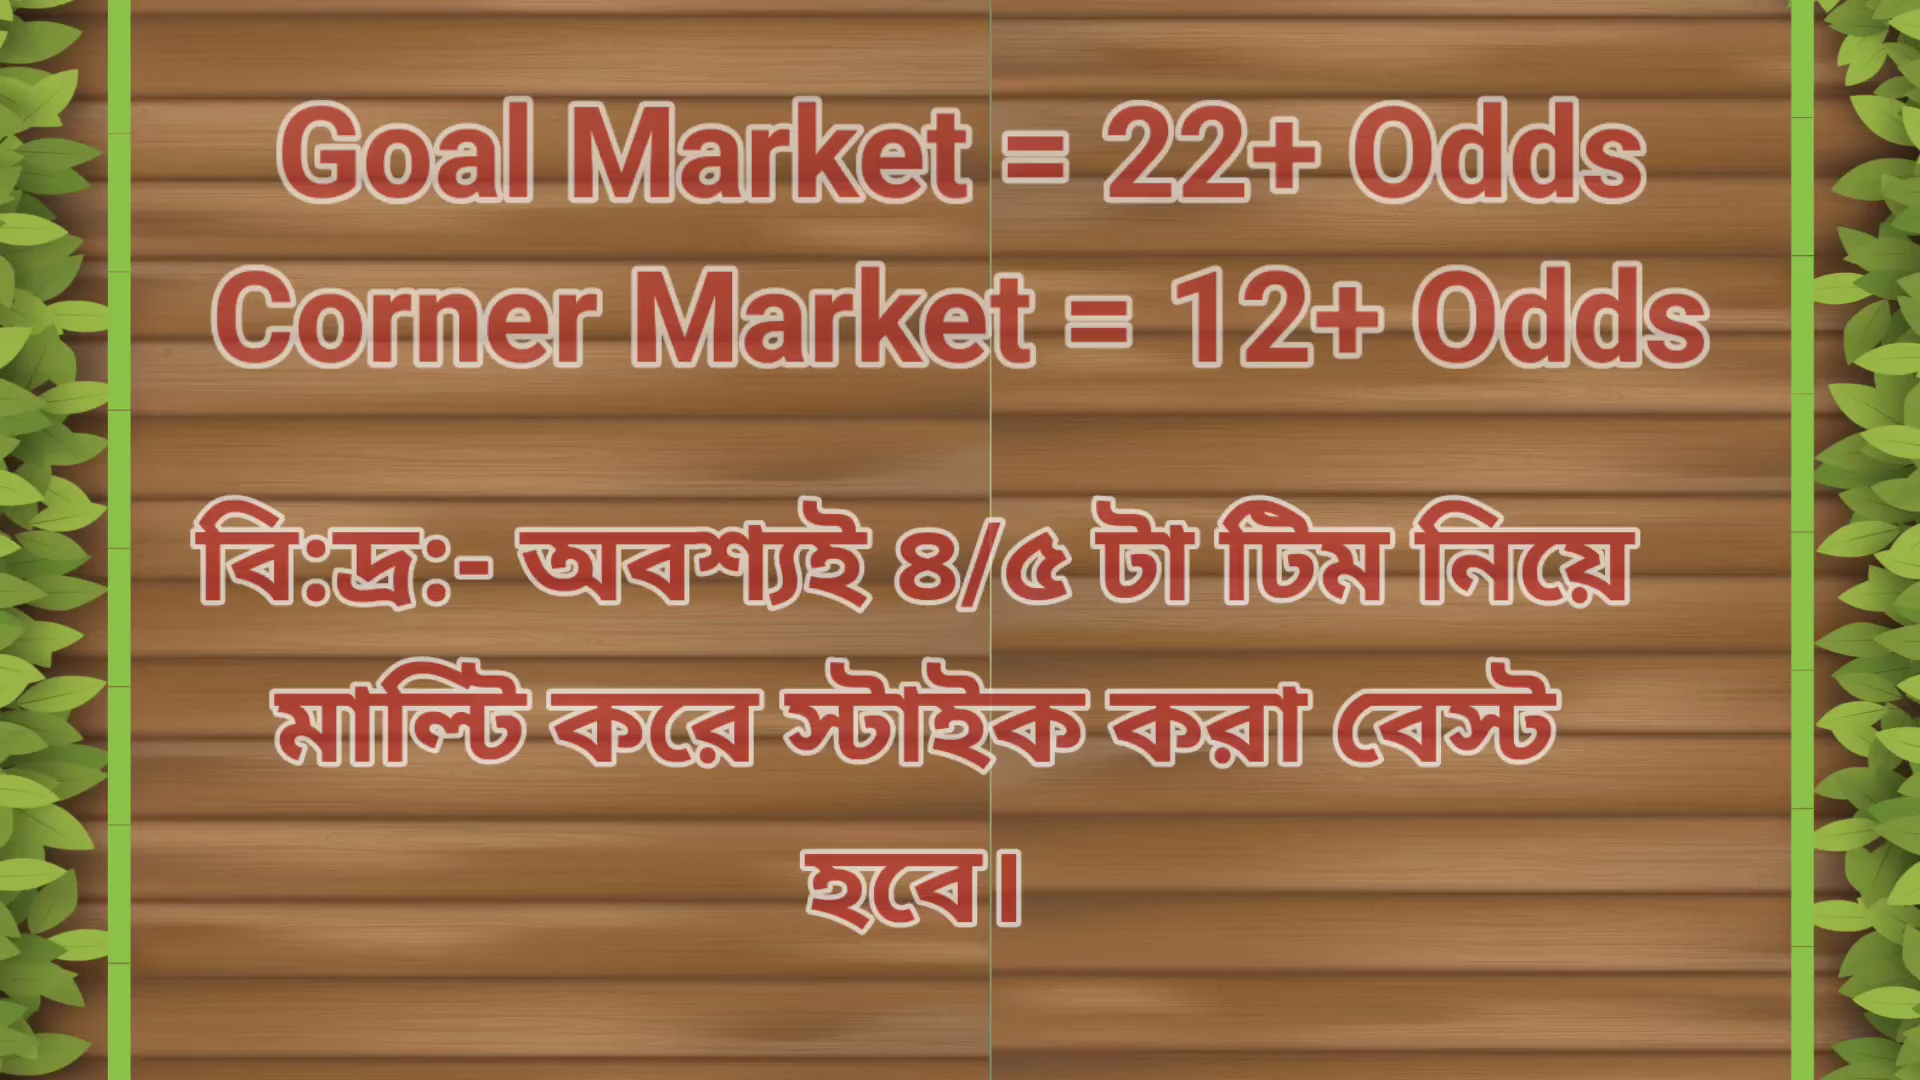 Goal Market = 22+ Odds
Corner Market = 12+ Odds
বি:দ্র:- অবশ্যই ৪/৫ টা টিম নিয়ে
মাল্টি করে স্টাইক করা বেস্ট
হবে।